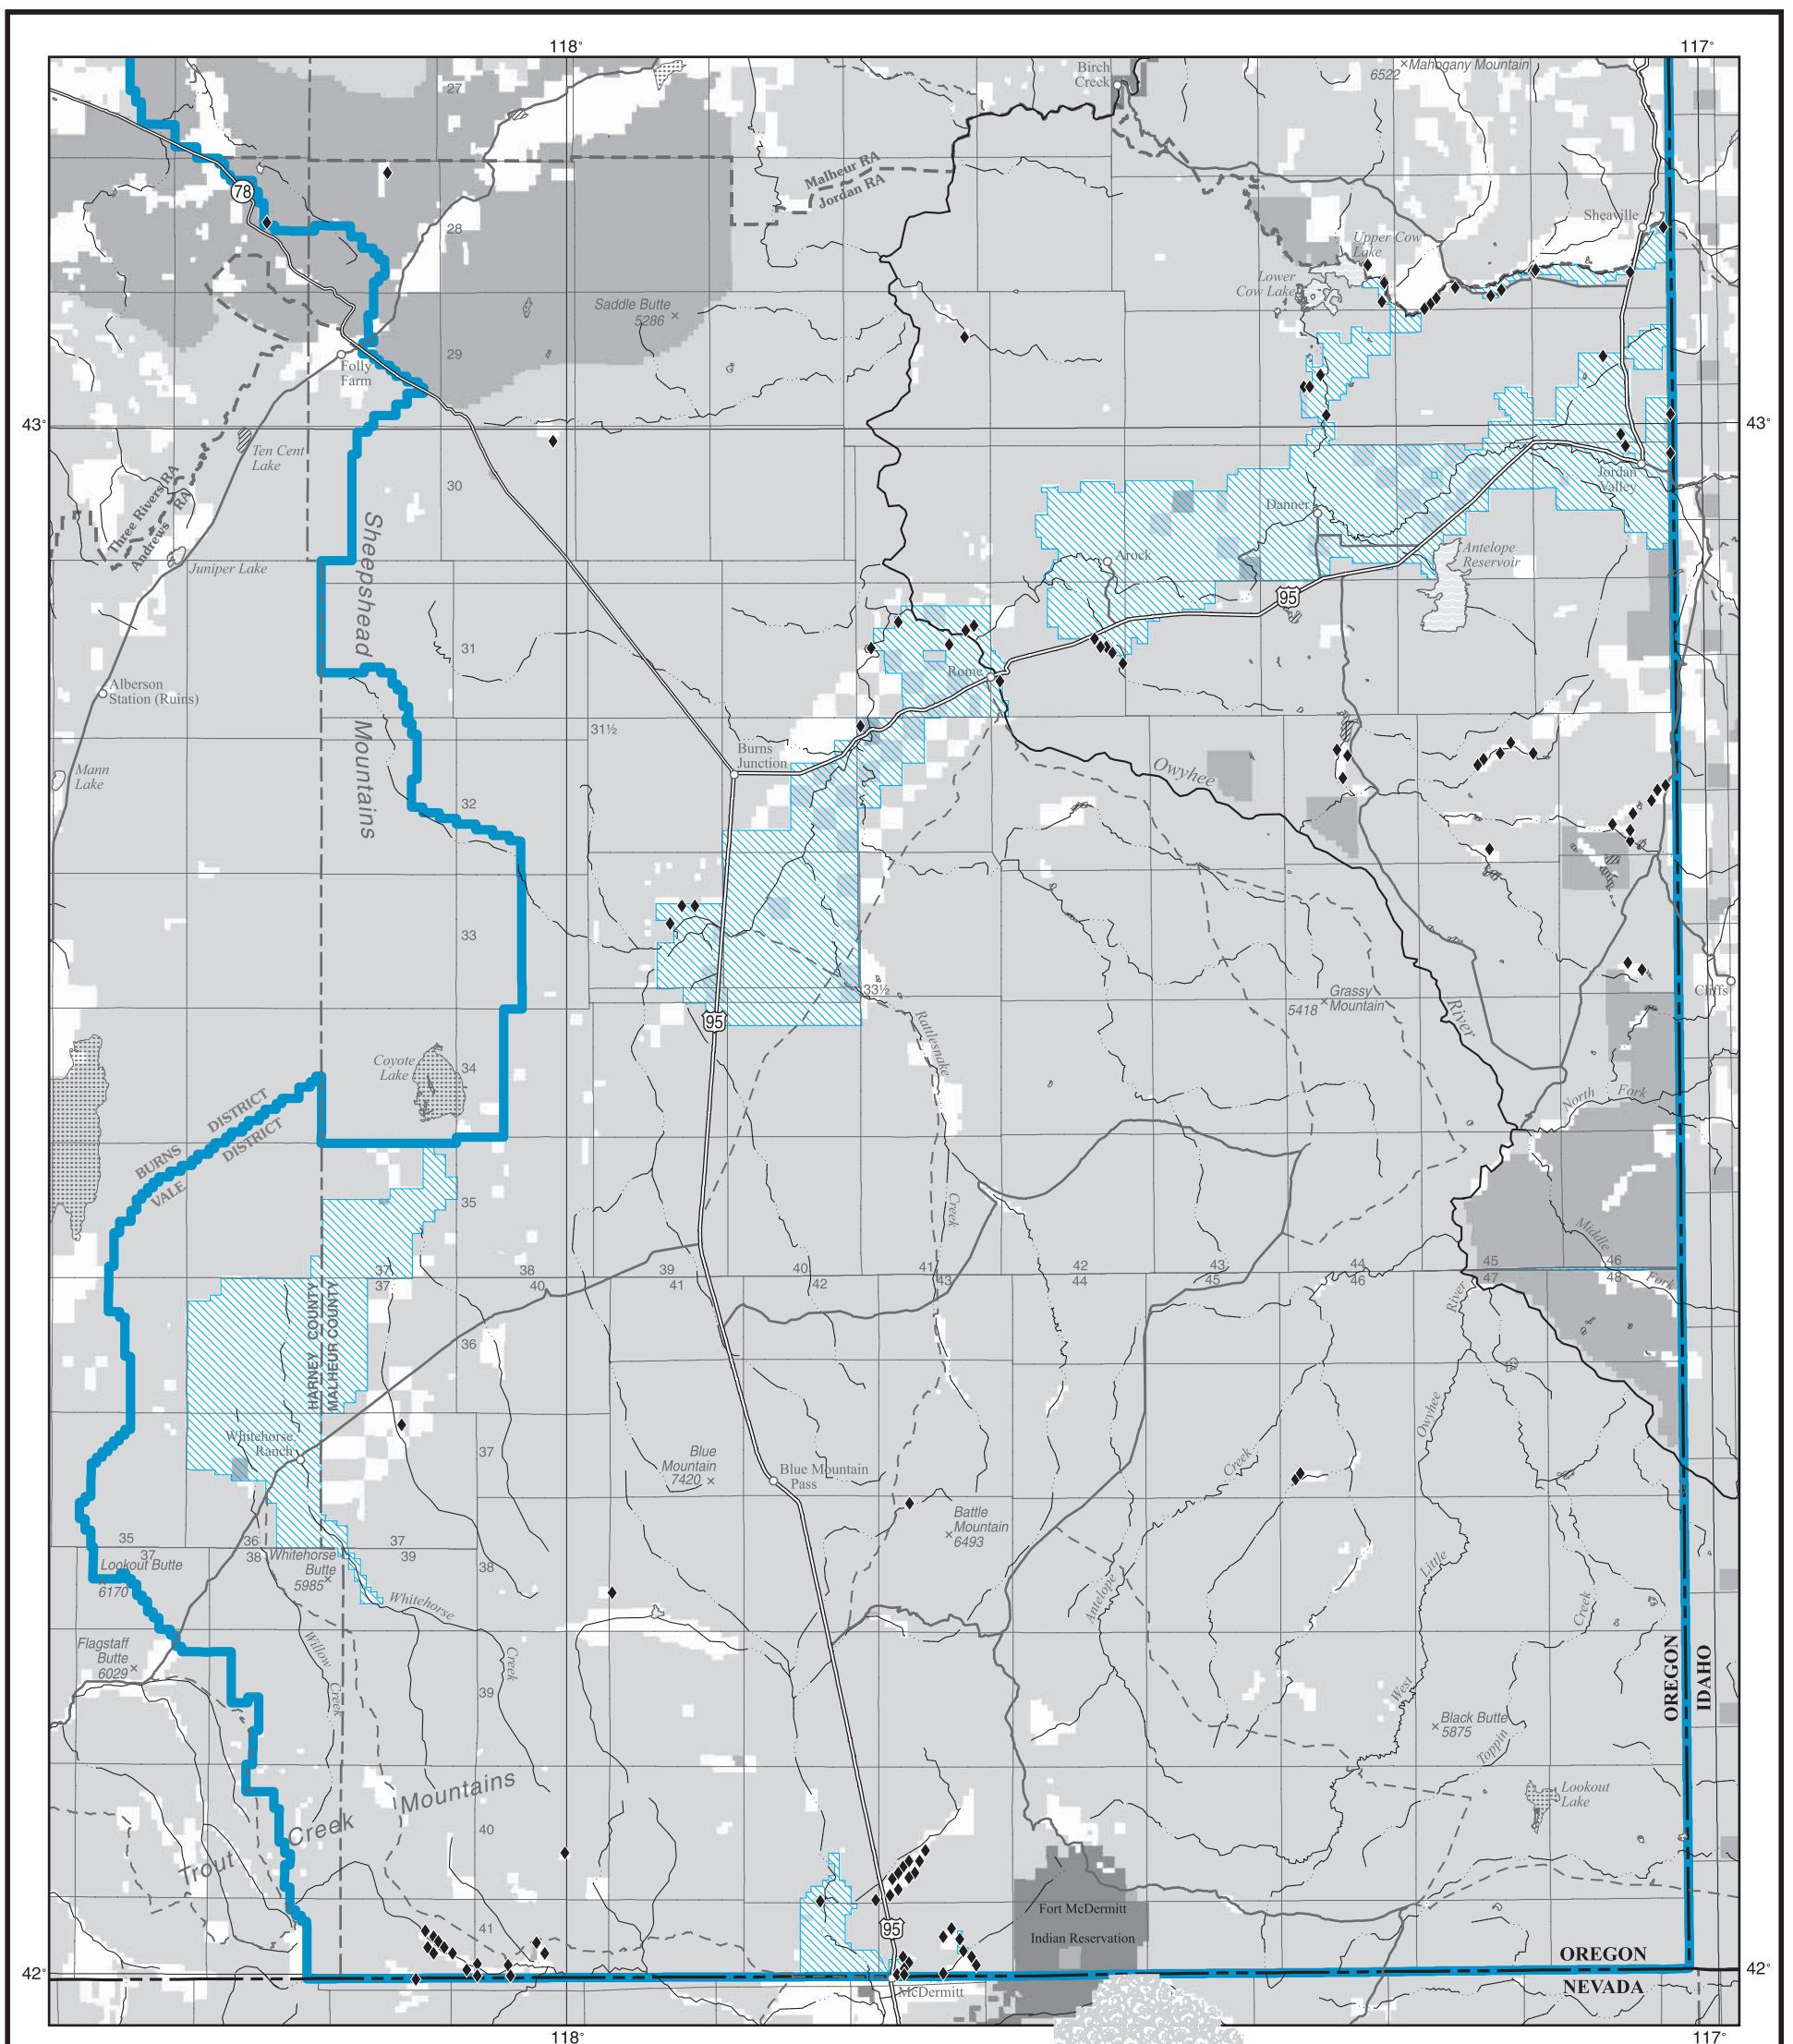 118°
117°
27
Birch
Creek
6522
Mahogany Mountain
78
Malheur RA
Jordan RA
28
Sheaville
Upper Cow
Lake
Lower
Cow Lake
Saddle Butte
5286
29
Folly
Farm
43°
43°
Ten Cent
Lake
30
Three Rivers RA
Andrews RA
Juniper Lake
Sheepshead
Mountains
Jordan
Valley
Danner
Arock
Antelope
Reservoir
95
31
Rome
Alberson
Station (Ruins)
31½
Burns
Junction
Owyhee
River
Mann
Lake
32
33
33½
Grassy
5418 Mountain
Cliffs
95
Rattlesnake
Creek
Coyote
Lake
34
North Fork
BURNS DISTRICT
VALE DISTRICT
35
Middle
Fork
37
37
38
40
39
41
40
42
41
43
42
44
43
45
44
46
45
47
46
48
HARNEY COUNTY
MALHEUR COUNTY
36
River
Owyhee
Little
West
Whitehorse
Ranch
37
Blue
Mountain
7420
Blue Mountain
Pass
Creek
Antelope
Battle
Mountain
6493
35
37
36
38
37
39
38
Lookout Butte
6170
Whitehorse
Butte
5985
Whitehorse
Creek
Willow
Creek
Flagstaff
Butte
6029
39
Creek
Toppin
OREGON
IDAHO
Black Butte
5875
Lookout
Lake
Trout
Creek
Mountains
40
41
95
Fort McDermitt
Indian Reservation
OREGON
NEVADA
42°
42°
McDermitt
118°
117°